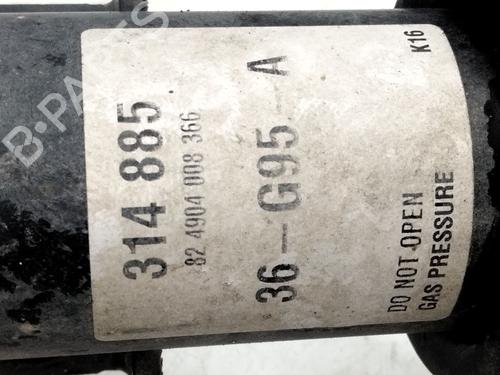 314 885
82 4904 008 366
36-G95-A
DO NOT OPEN
GAS PRESSURE
K16
B-PARTS